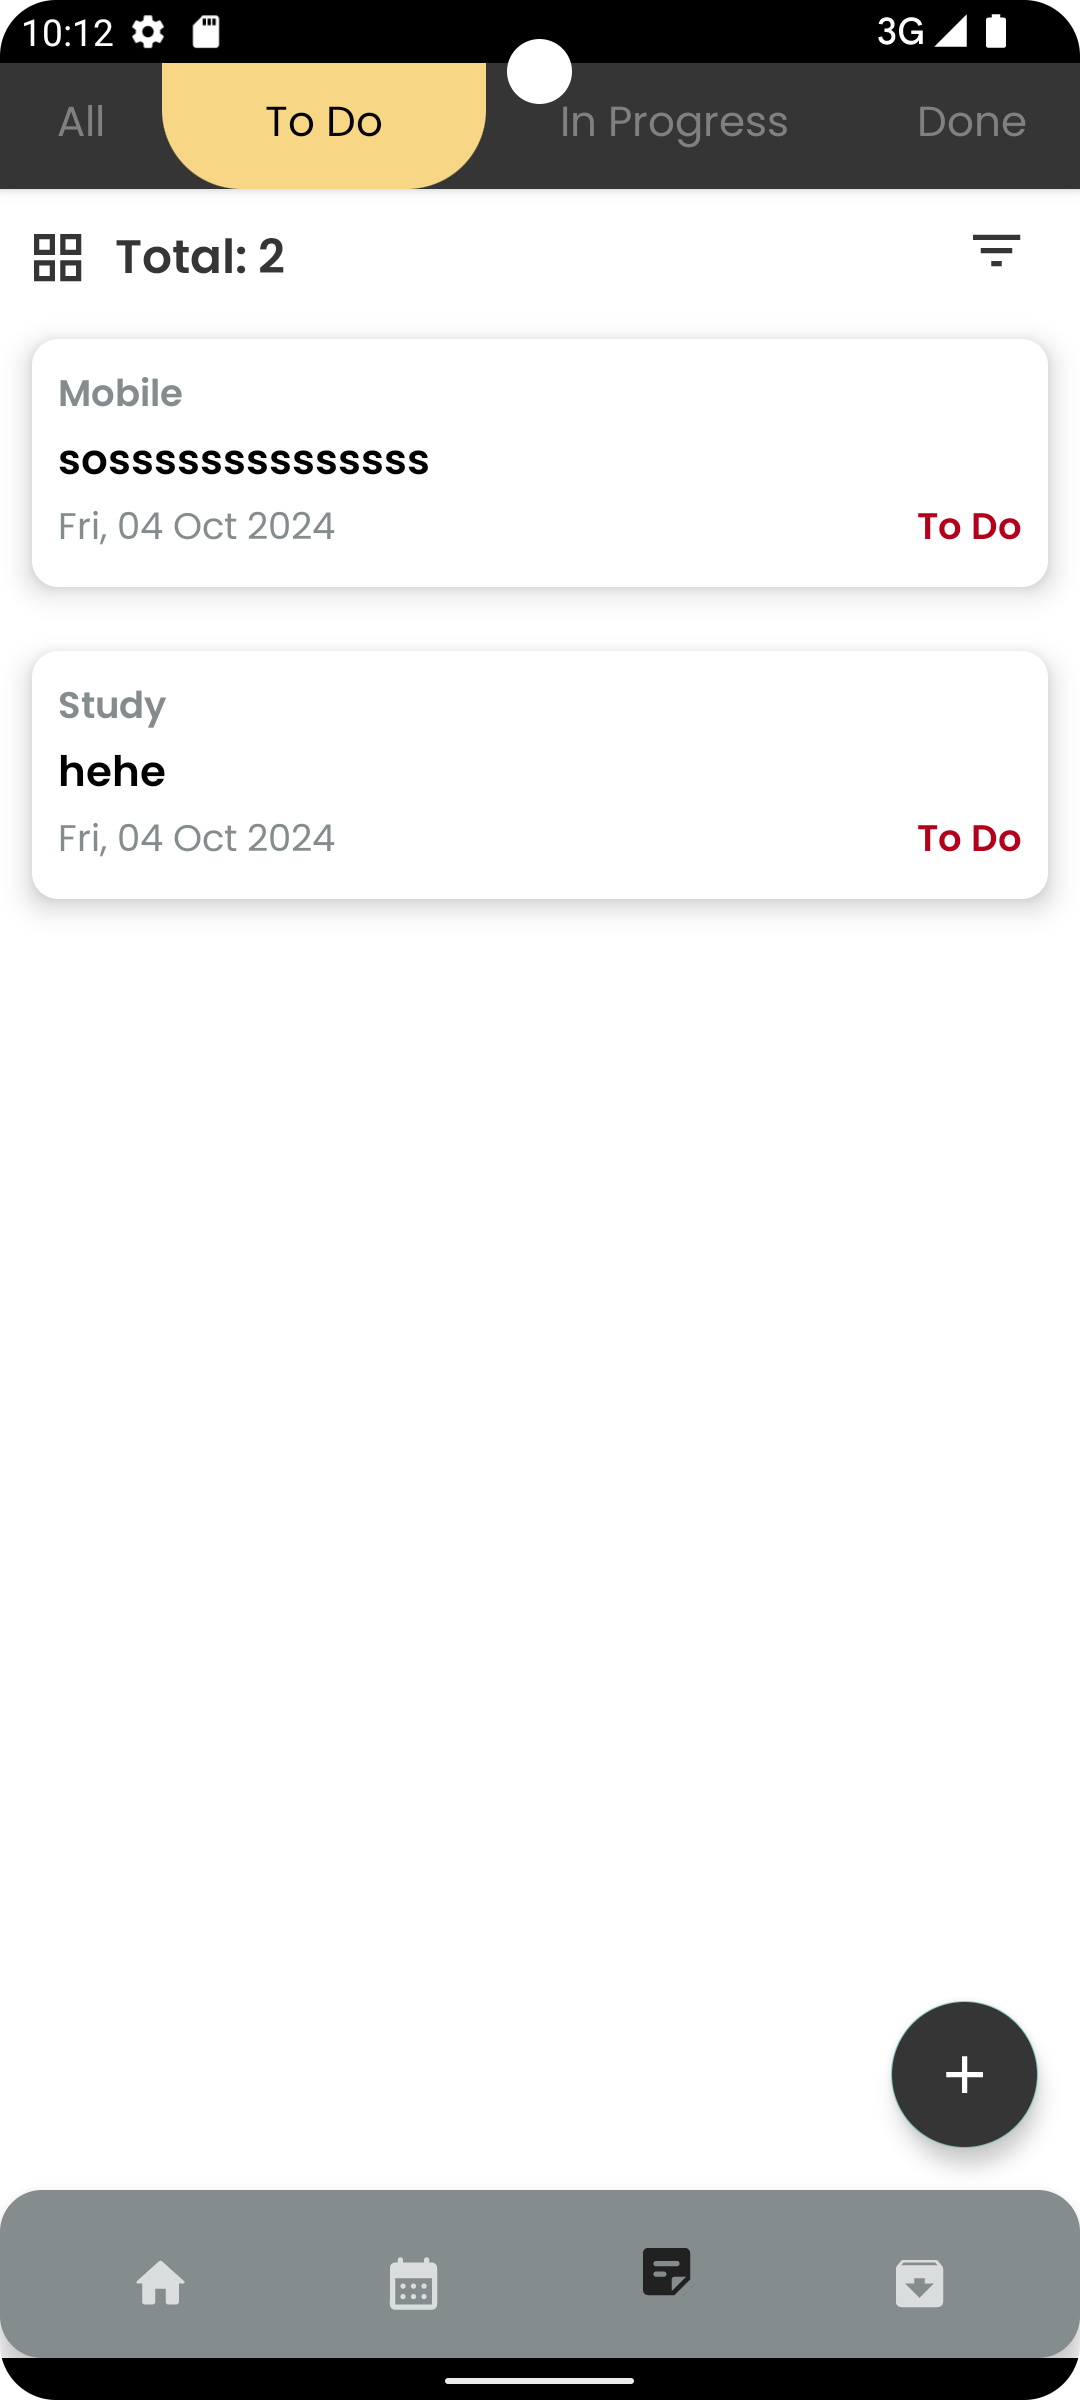 10:12 3G
All To Do In Progress Done
Total: 2
Mobile
sosssssssssssssss
Fri, 04 Oct 2024 To Do
Study
hehe
Fri, 04 Oct 2024 To Do